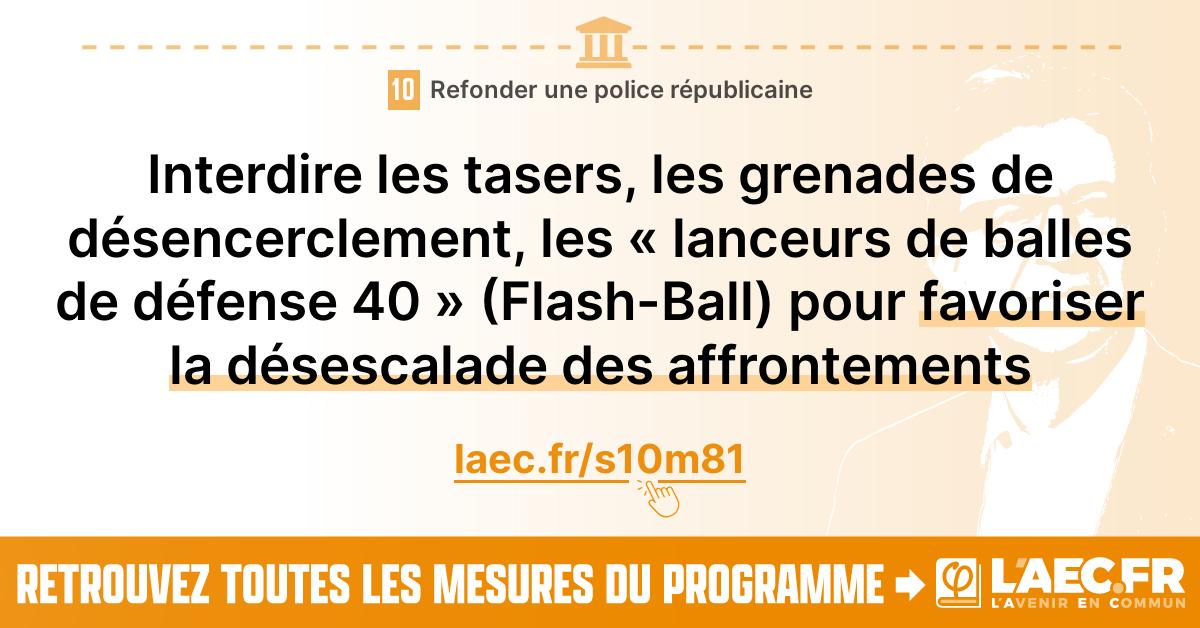 10 Refonder une police républicaine
Interdire les tasers, les grenades de
désencerclement, les « lanceurs de balles
de défense 40 » (Flash-Ball) pour favoriser
la désescalade des affrontements
laec.fr/s10m81
RETROUVEZ TOUTES LES MESURES DU PROGRAMME
φ L'AEC.FR
L'AVENIR EN COMMUN